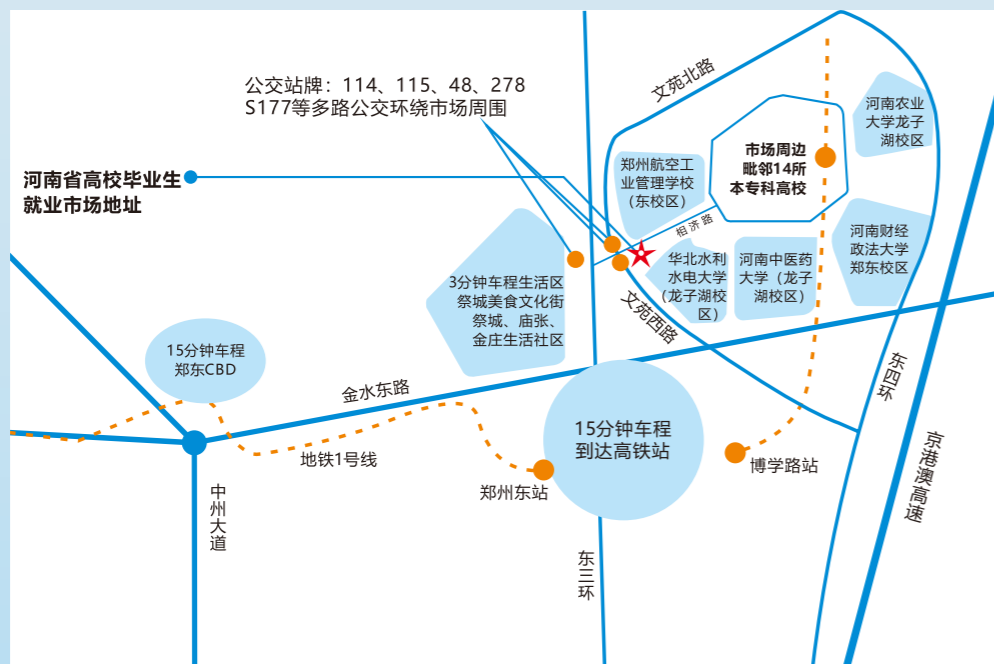 公交站牌：114、115、48、278
S177等多路公交环绕市场周围
文苑北路
河南农业
大学龙子
湖校区
市场周边
毗邻14所
本专科高校
郑州航空工
业管理学校
（东校区）
河南省高校毕业生
就业市场地址
相济路
河南财经
政法大学
郑东校区
华北水利
水电大学
（龙子湖校
区）
河南中医药
大学（龙子
湖校区）
3分钟车程生活区
祭城美食文化街
祭城、庙张、
金庄生活社区
文苑西路
15分钟车程
郑东CBD
金水东路
东四环
15分钟车程
到达高铁站
京港澳高速
地铁1号线
博学路站
郑州东站
中州大道
东三环